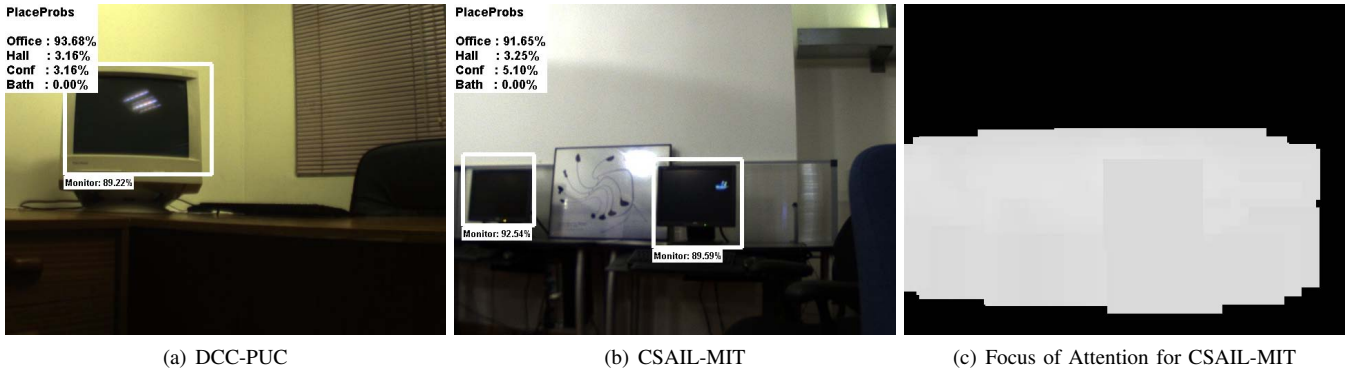 PlaceProbs
Office : 93.68%
Hall : 3.16%
Conf : 3.16%
Bath : 0.00%
Monitor: 89.22%
PlaceProbs
Office : 91.65%
Hall : 3.25%
Conf : 5.10%
Bath : 0.00%
Monitor: 92.54%
Monitor: 89.59%
(a) DCC-PUC
(b) CSAIL-MIT
(c) Focus of Attention for CSAIL-MIT